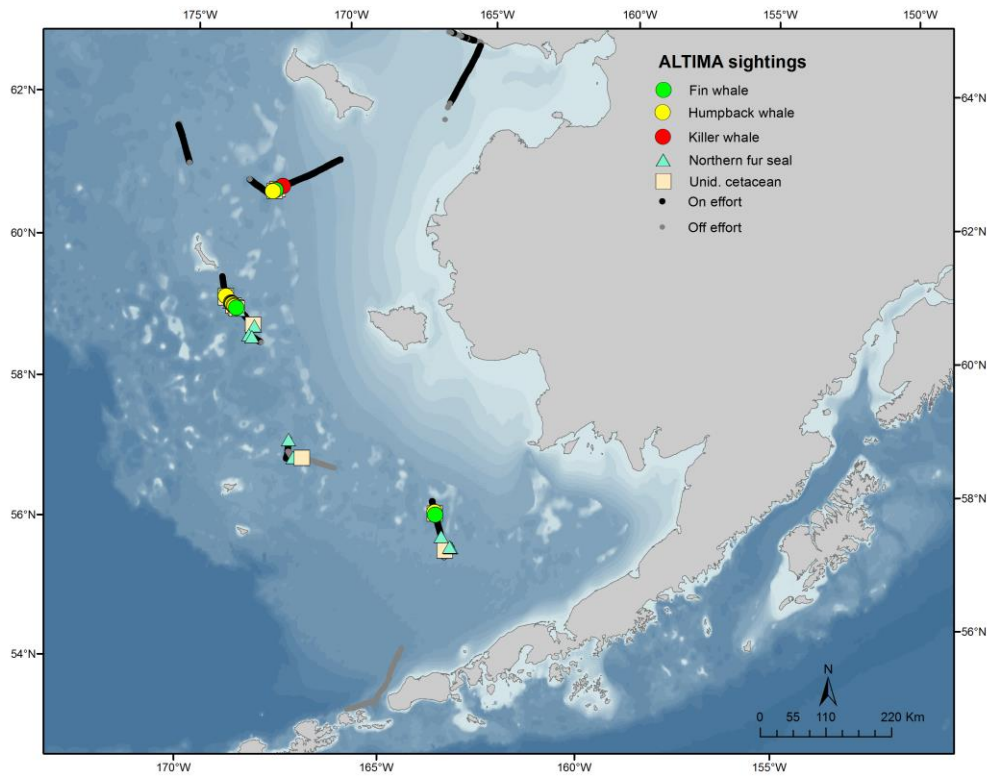 175°W 170°W 165°W 160°W 155°W 150°W
ALTIMA sightings
Fin whale
Humpback whale
Killer whale
Northern fur seal
Unid. cetacean
On effort
Off effort
62°N 64°N
60°N 62°N
58°N 60°N
56°N 58°N
54°N 56°N
N
0 55 110 220 Km
170°W 165°W 160°W 155°W